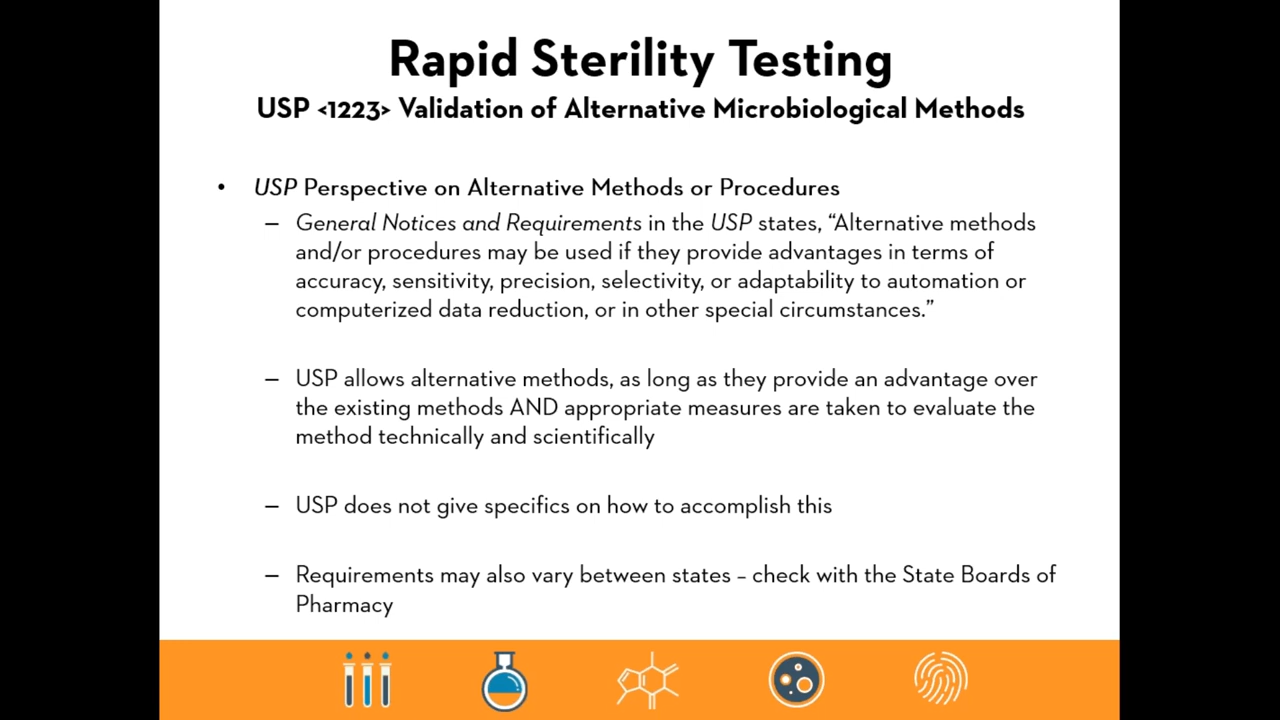 Rapid Sterility Testing
USP <1223> Validation of Alternative Microbiological Methods
• USP Perspective on Alternative Methods or Procedures
– General Notices and Requirements in the USP states, “Alternative methods
and/or procedures may be used if they provide advantages in terms of
accuracy, sensitivity, precision, selectivity, or adaptability to automation or
computerized data reduction, or in other special circumstances.”
– USP allows alternative methods, as long as they provide an advantage over
the existing methods AND appropriate measures are taken to evaluate the
method technically and scientifically
– USP does not give specifics on how to accomplish this
– Requirements may also vary between states – check with the State Boards of
Pharmacy